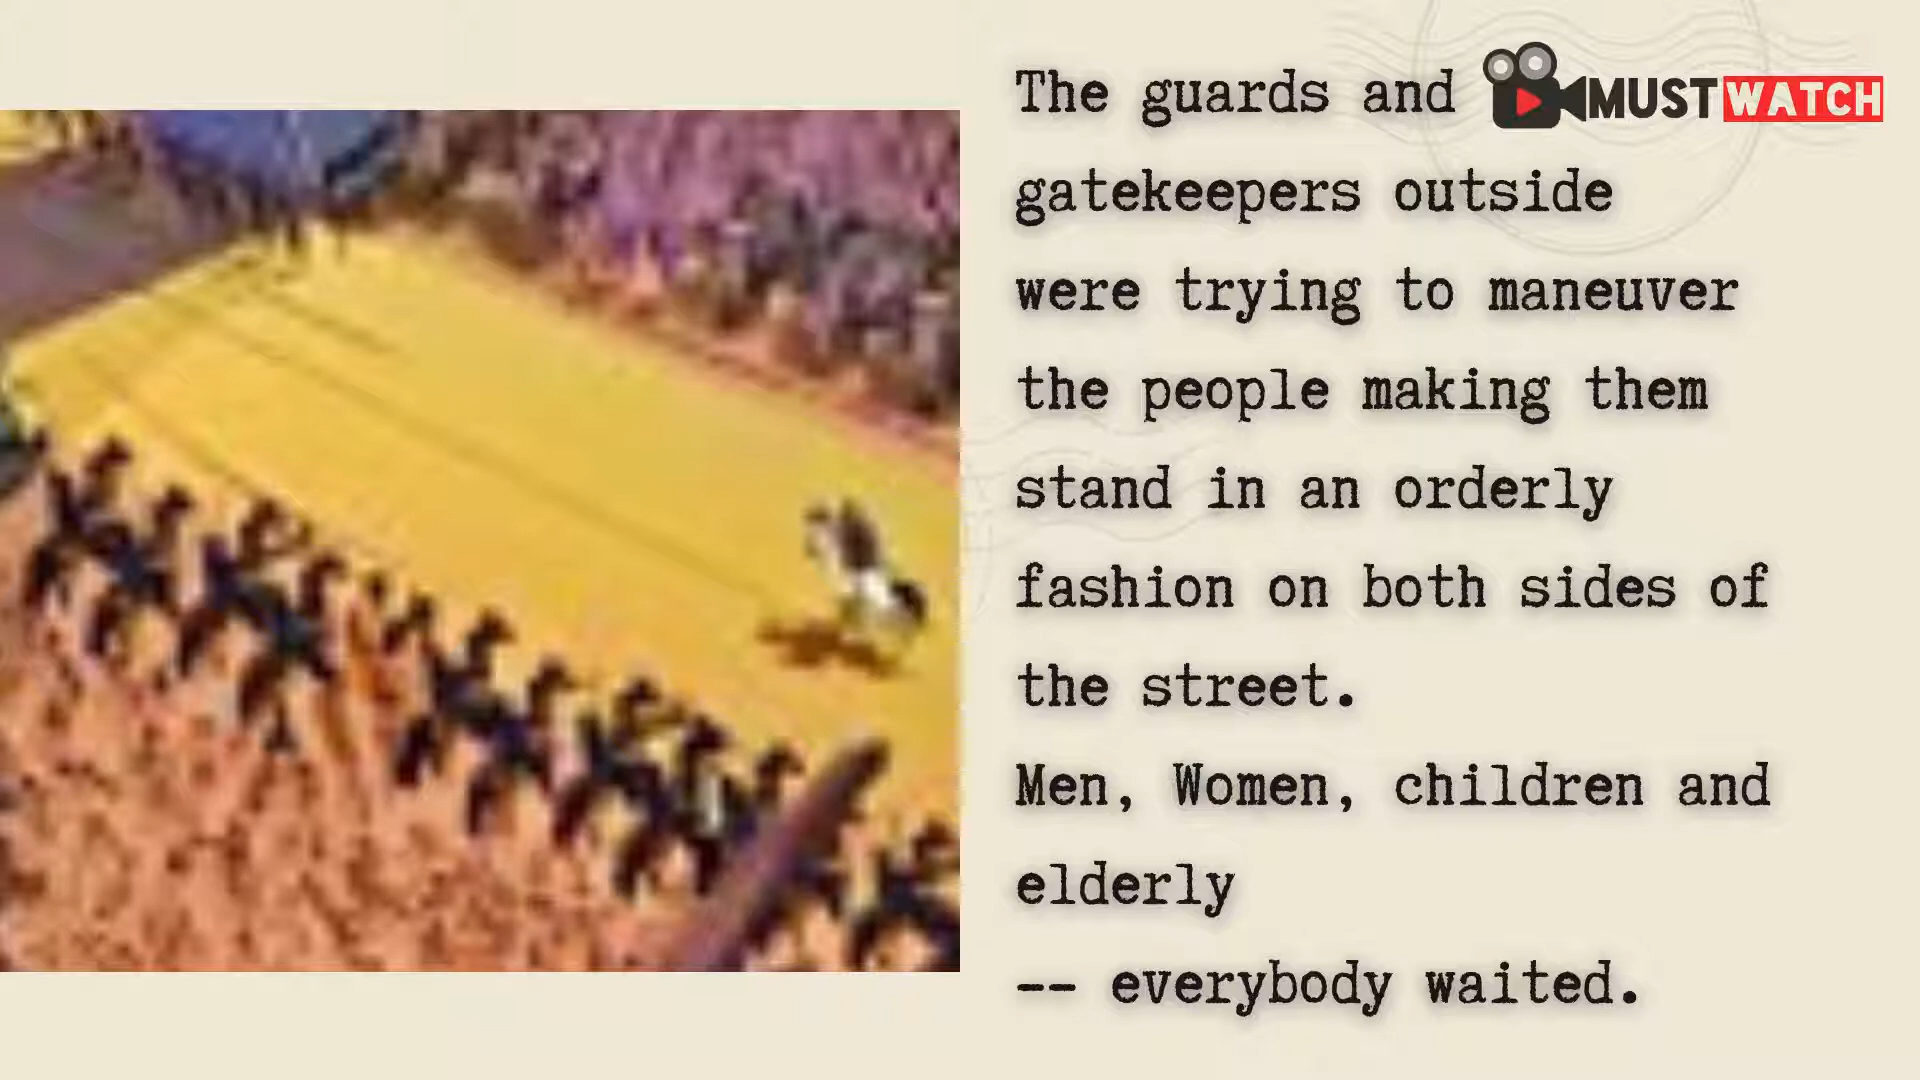 The guards and
MUSTWATCH
gatekeepers outside
were trying to maneuver
the people making them
stand in an orderly
fashion on both sides of
the street.
Men, Women, children and
elderly
-- everybody waited.